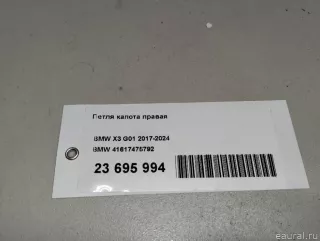 Петля капота правая
BMW X3 G01 2017-2024
BMW 41617475792
23 695 994
eaural.ru